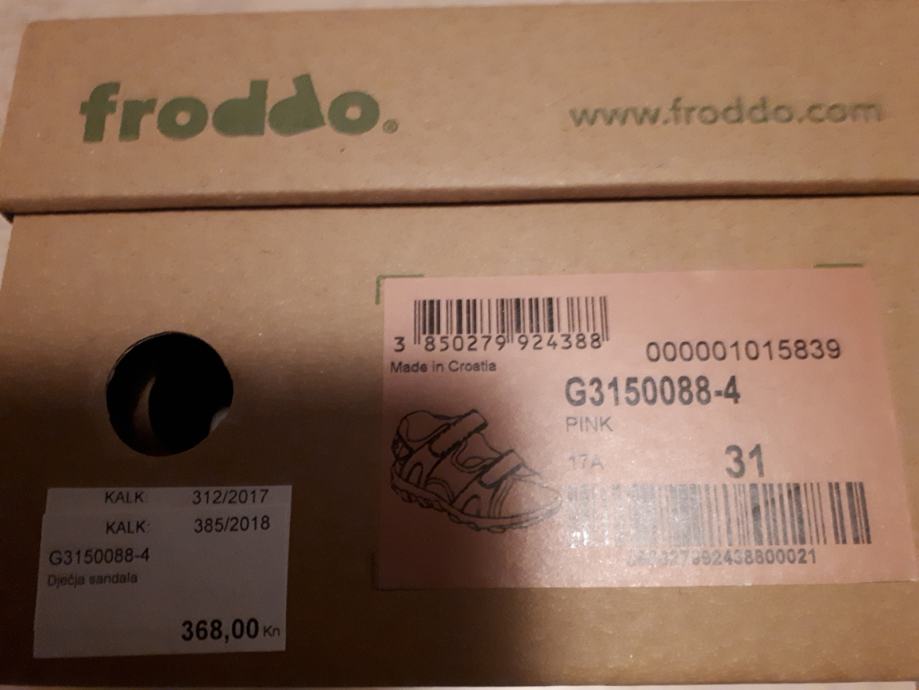 froddo®
www.froddo.com
3 850279 924388
000001015839
Made in Croatia
G3150088-4
PINK
17A
31
KALK: 312/2017
KALK: 385/2018
G3150088-4
Dječja sandala
368,00 Kn